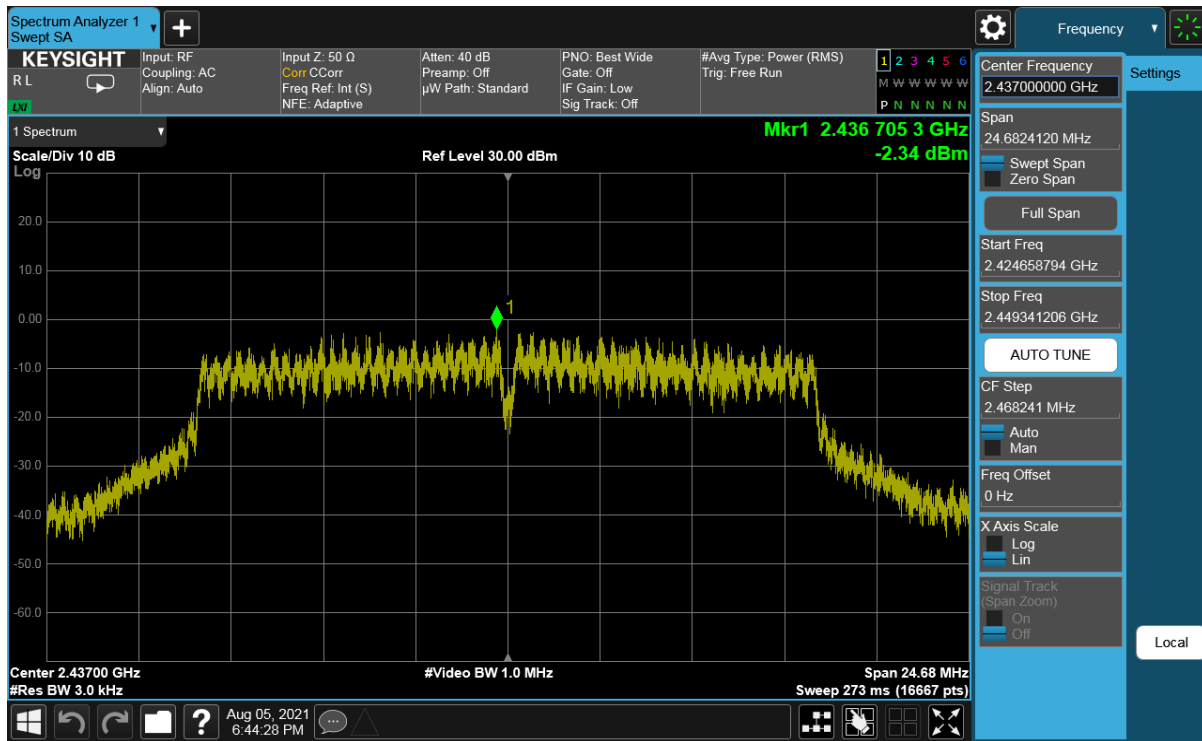 Spectrum Analyzer 1
Swept SA
+
Frequency
KEYSIGHT
R L
LXI
Input: RF
Coupling: AC
Align: Auto
Input Z: 50 Ω
Corr CCorr
Freq Ref: Int (S)
NFE: Adaptive
Atten: 40 dB
Preamp: Off
µW Path: Standard
PNO: Best Wide
Gate: Off
IF Gain: Low
Sig Track: Off
#Avg Type: Power (RMS)
Trig: Free Run
1 2 3 4 5 6
M W W W W W
P N N N N N
1 Spectrum
Scale/Div 10 dB
Log
Ref Level 30.00 dBm
Mkr1 2.436 705 3 GHz
-2.34 dBm
20.0
10.0
0.00
-10.0
-20.0
-30.0
-40.0
-50.0
-60.0
1
Center 2.43700 GHz
#Res BW 3.0 kHz
#Video BW 1.0 MHz
Span 24.68 MHz
Sweep 273 ms (16667 pts)
Center Frequency
2.437000000 GHz
Settings
Span
24.6824120 MHz
Swept Span
Zero Span
Full Span
Start Freq
2.424658794 GHz
Stop Freq
2.449341206 GHz
AUTO TUNE
CF Step
2.468241 MHz
Auto
Man
Freq Offset
0 Hz
X Axis Scale
Log
Lin
Signal Track
(Span Zoom)
On
Off
Local
?
Aug 05, 2021
6:44:28 PM